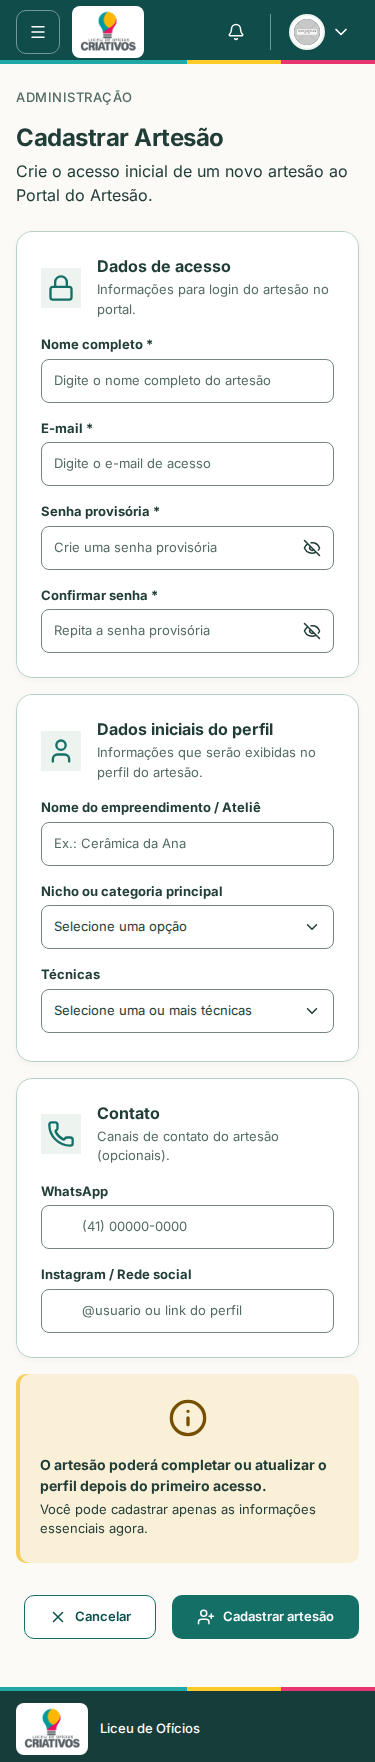 LICEU DE OFÍCIOS
CRIATIVOS
ADMINISTRAÇÃO
Cadastrar Artesão
Crie o acesso inicial de um novo artesão ao
Portal do Artesão.
Dados de acesso
Informações para login do artesão no
portal.
Nome completo *
Digite o nome completo do artesão
E-mail *
Digite o e-mail de acesso
Senha provisória *
Crie uma senha provisória
Confirmar senha *
Repita a senha provisória
Dados iniciais do perfil
Informações que serão exibidas no
perfil do artesão.
Nome do empreendimento / Ateliê
Ex.: Cerâmica da Ana
Nicho ou categoria principal
Selecione uma opção
Técnicas
Selecione uma ou mais técnicas
Contato
Canais de contato do artesão
(opcionais).
WhatsApp
(41) 00000-0000
Instagram / Rede social
@usuario ou link do perfil
O artesão poderá completar ou atualizar o
perfil depois do primeiro acesso.
Você pode cadastrar apenas as informações
essenciais agora.
Cancelar
Cadastrar artesão
LICEU DE OFÍCIOS
CRIATIVOS
Liceu de Ofícios